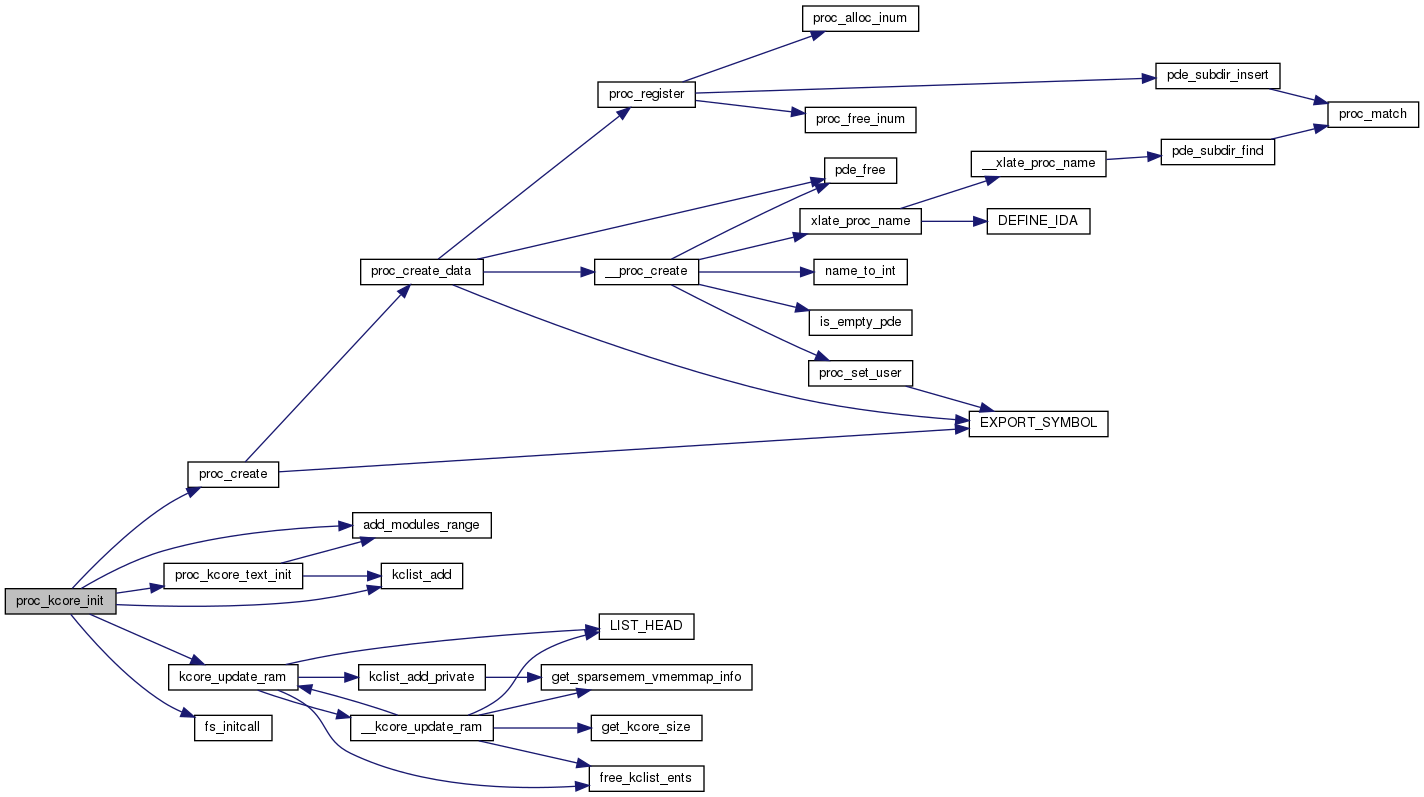 proc_alloc_inum
pde_subdir_insert
proc_register
proc_match
proc_free_inum
pde_subdir_find
__xlate_proc_name
pde_free
xlate_proc_name
DEFINE_IDA
proc_create_data
__proc_create
name_to_int
is_empty_pde
proc_set_user
EXPORT_SYMBOL
proc_create
add_modules_range
proc_kcore_text_init
kclist_add
proc_kcore_init
LIST_HEAD
kcore_update_ram
kclist_add_private
get_sparsemem_vmemmap_info
fs_initcall
__kcore_update_ram
get_kcore_size
free_kclist_ents